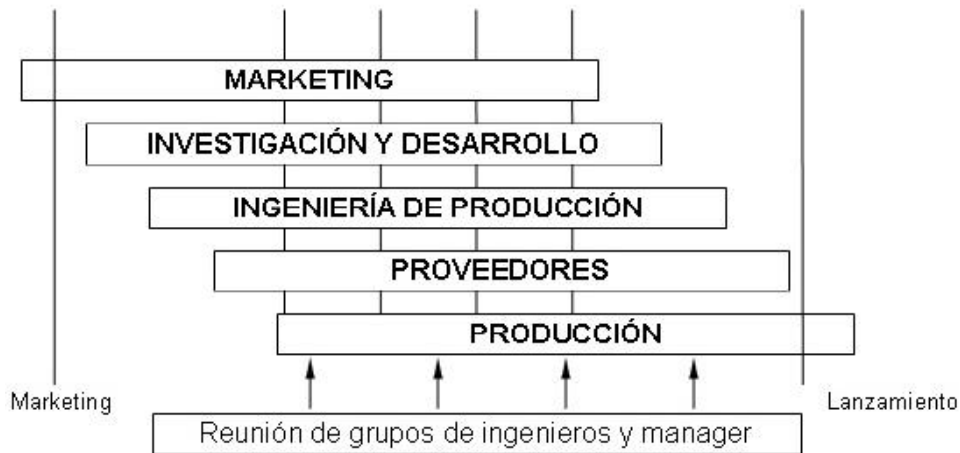 MARKETING
INVESTIGACIÓN Y DESARROLLO
INGENIERÍA DE PRODUCCIÓN
PROVEEDORES
PRODUCCIÓN
Marketing
Lanzamiento
Reunión de grupos de ingenieros y manager